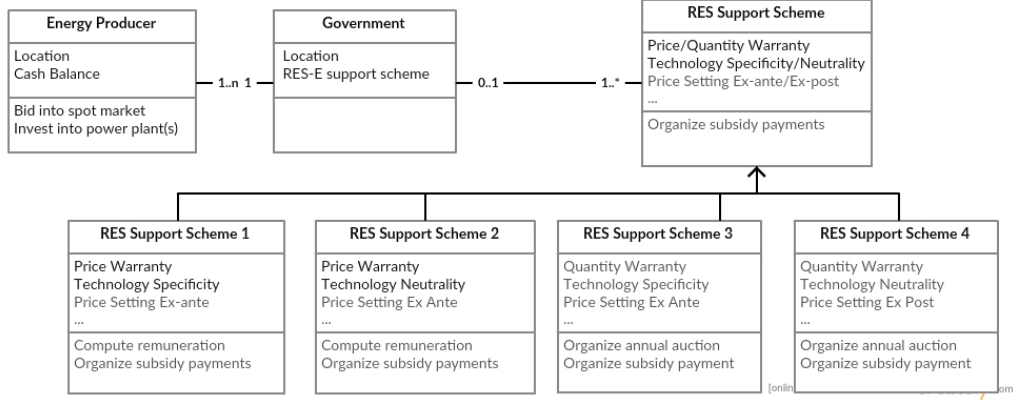 Energy Producer
Location
Cash Balance
Bid into spot market
Invest into power plant(s)
1..n 1
Government
Location
RES-E support scheme
0..1
1..*
RES Support Scheme
Price/Quantity Warranty
Technology Specificity/Neutrality
Price Setting Ex-ante/Ex-post
...
Organize subsidy payments
RES Support Scheme 1
Price Warranty
Technology Specificity
Price Setting Ex-ante
...
Compute remuneration
Organize subsidy payments
RES Support Scheme 2
Price Warranty
Technology Neutrality
Price Setting Ex Ante
...
Compute remuneration
Organize subsidy payments
RES Support Scheme 3
Quantity Warranty
Technology Specificity
Price Setting Ex Ante
...
Organize annual auction
Organize subsidy payment
RES Support Scheme 4
Quantity Warranty
Technology Neutrality
Price Setting Ex Post
...
Organize annual auction
Organize subsidy payment